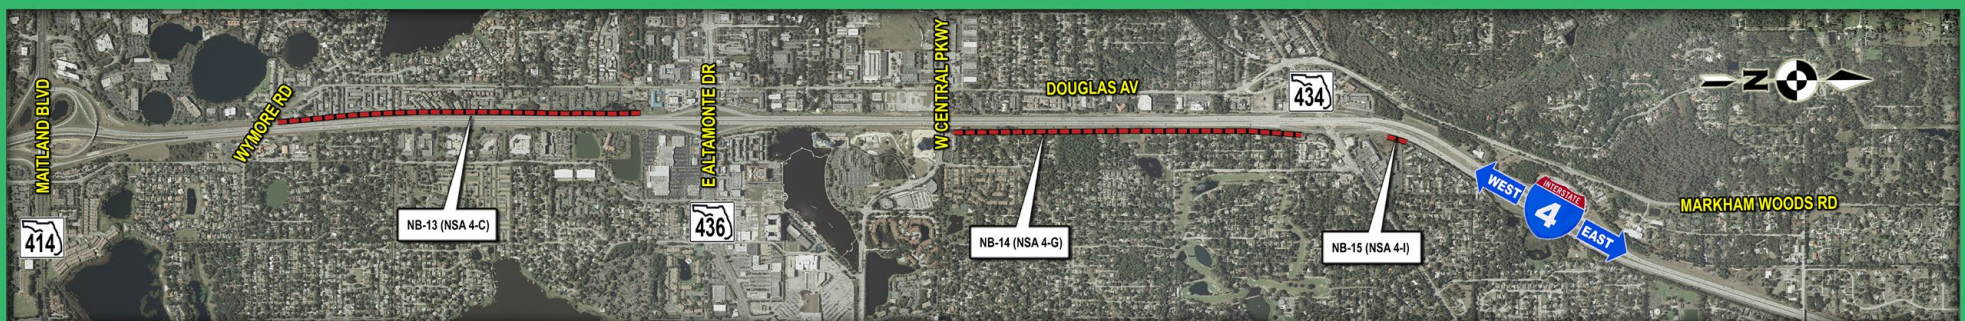 MAITLAND BLVD
414
WYMORE RD
NB-13 (NSA 4-C)
E ALTAMONTE DR
436
W CENTRAL PKWY
NB-14 (NSA 4-G)
DOUGLAS AV
434
NB-15 (NSA 4-I)
WEST
INTERSTATE
4
EAST
MARKHAM WOODS RD
N